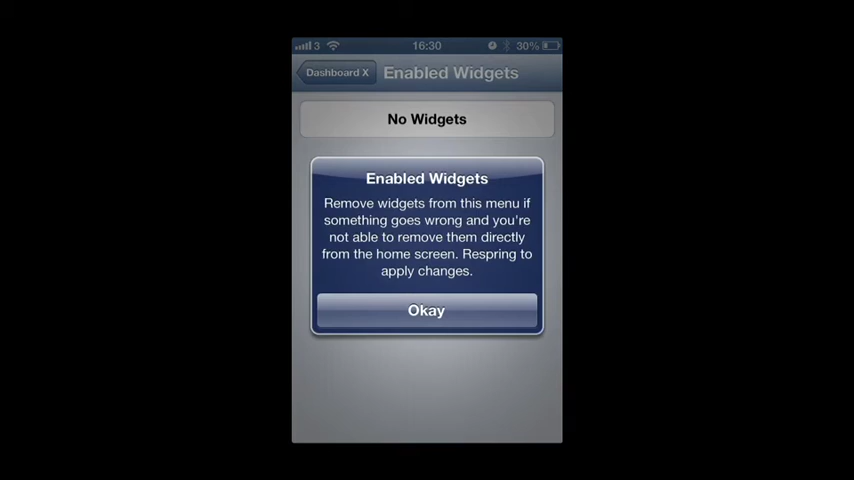 3 16:30 30%
Dashboard X Enabled Widgets
No Widgets
Enabled Widgets
Remove widgets from this menu if
something goes wrong and you're
not able to remove them directly
from the home screen. Respring to
apply changes.
Okay